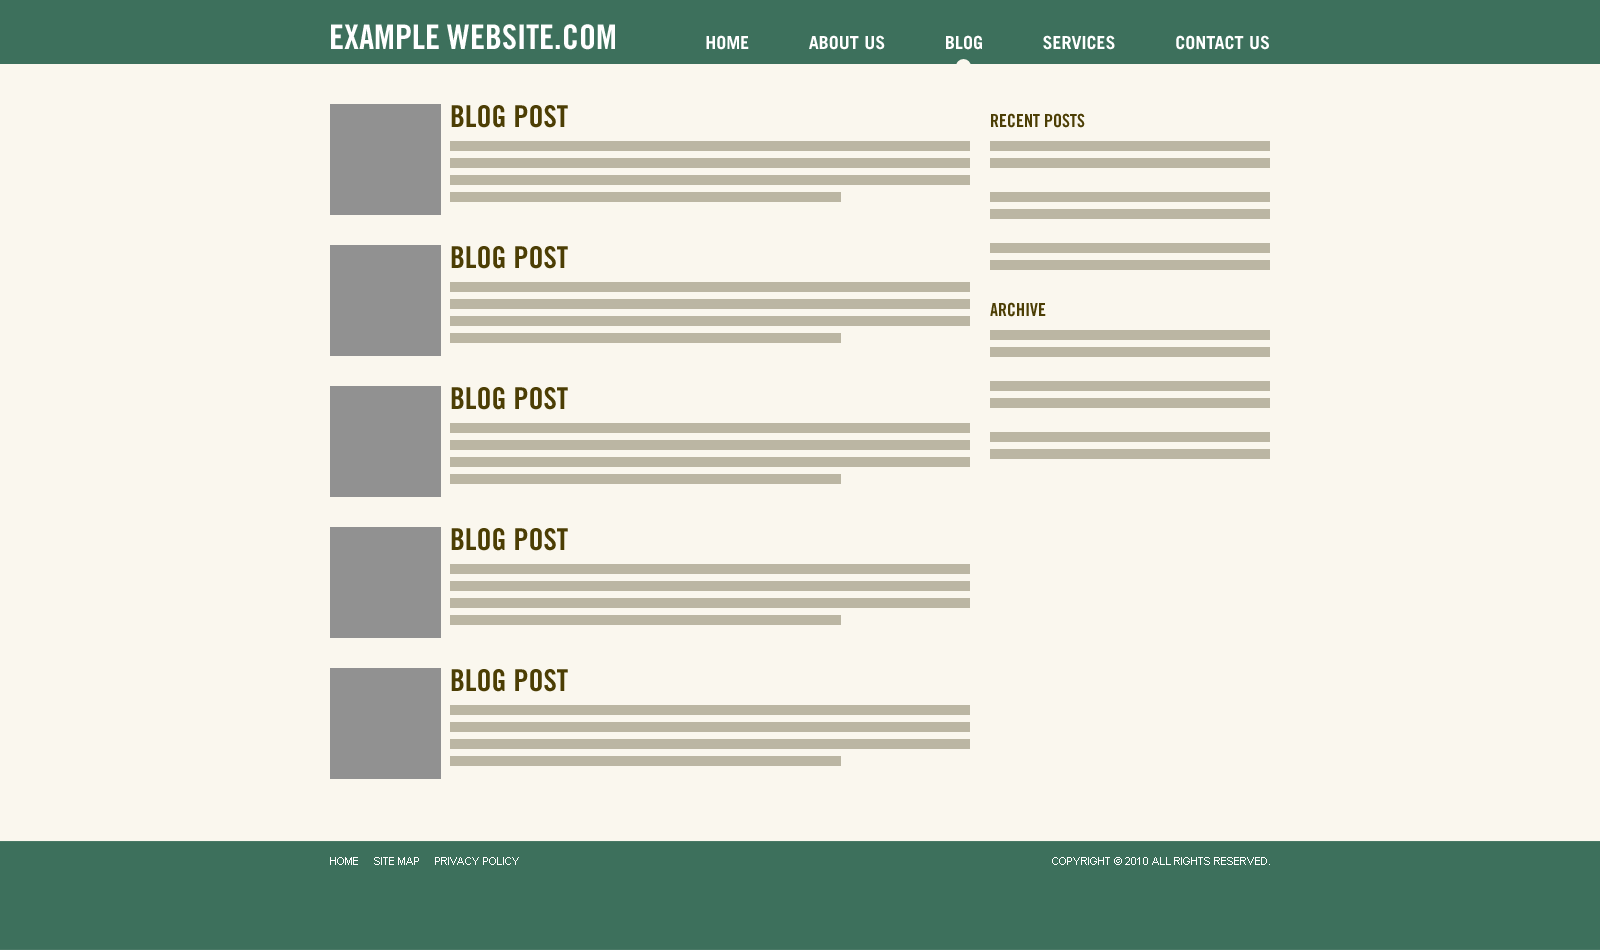 EXAMPLE WEBSITE.COM
HOME ABOUT US BLOG SERVICES CONTACT US
BLOG POST
BLOG POST
BLOG POST
BLOG POST
BLOG POST
RECENT POSTS
ARCHIVE
HOME SITE MAP PRIVACY POLICY
COPYRIGHT © 2010 ALL RIGHTS RESERVED.